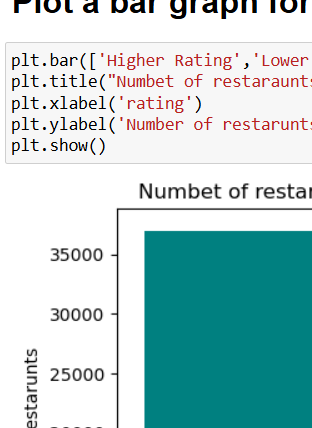 Plot a bar graph for
plt.bar(['Higher Rating','Lower
plt.title("Numbet of restaraunts
plt.xlabel('rating')
plt.ylabel('Number of restarunts
plt.show()
Numbet of restar
35000
30000
25000
estarunts